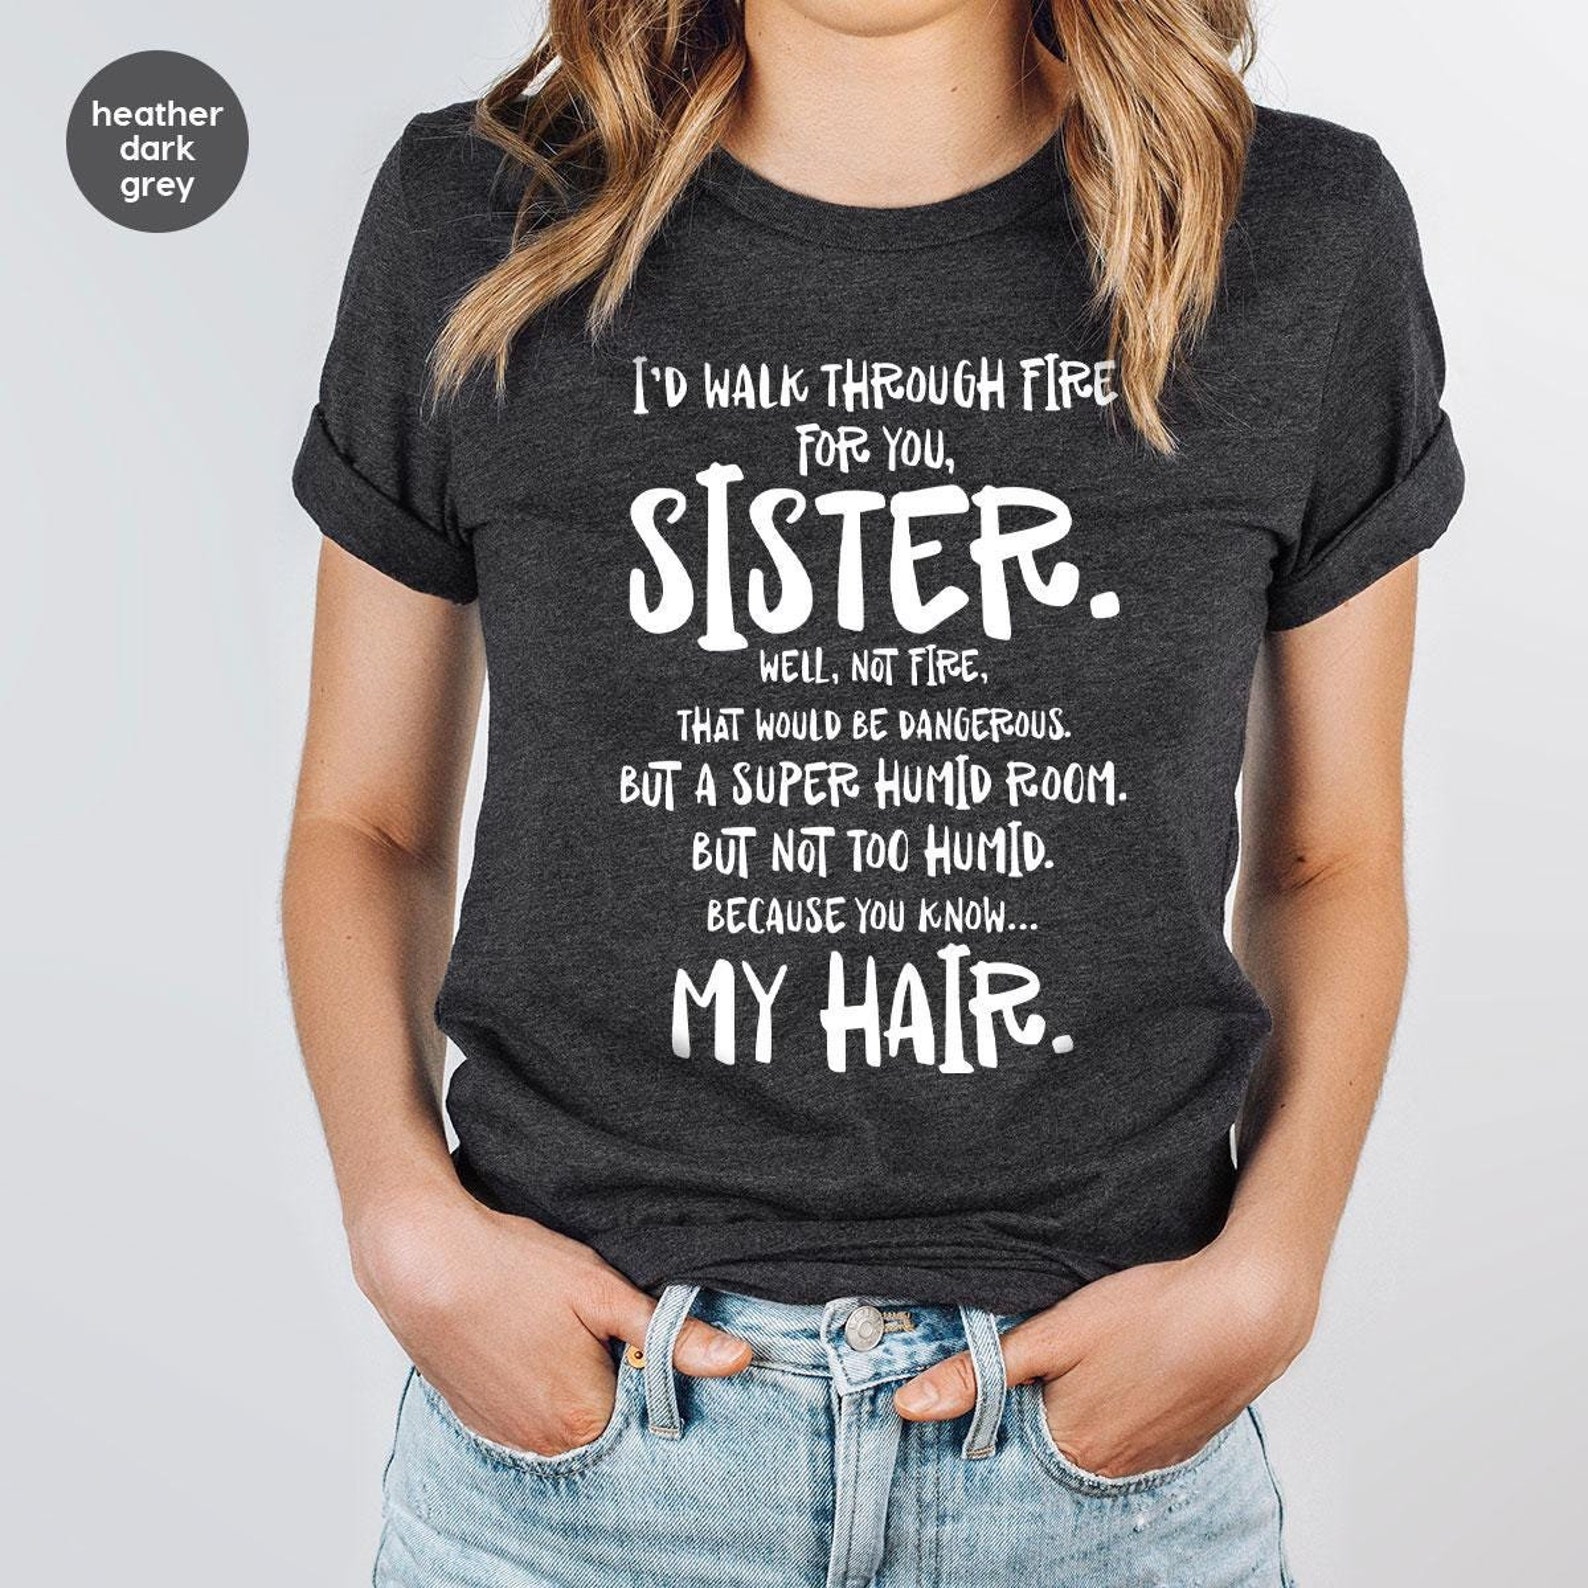 heather
dark
grey
I'D WALK THROUGH FIRE
FOR YOU,
SISTER.
WELL, NOT FIRE,
THAT WOULD BE DANGEROUS.
BUT A SUPER HUMID ROOM.
BUT NOT TOO HUMID.
BECAUSE YOU KNOW...
MY HAIR.